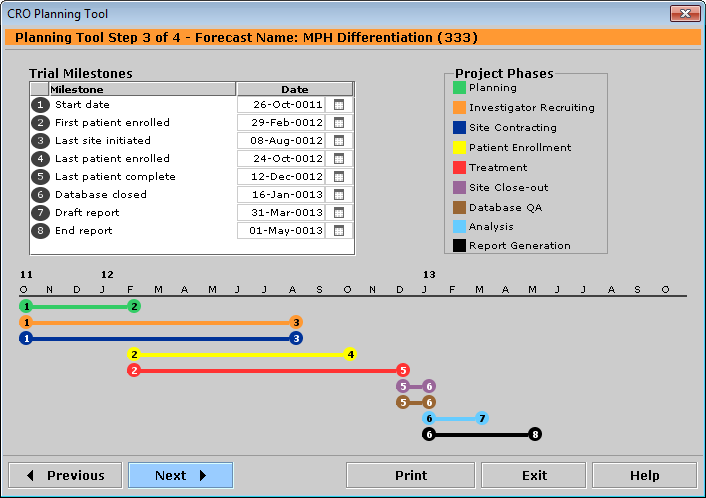 CRO Planning Tool
Planning Tool Step 3 of 4 - Forecast Name: MPH Differentiation (333)
Trial Milestones
Milestone Date
1 Start date 26-Oct-0011
2 First patient enrolled 29-Feb-0012
3 Last site initiated 08-Aug-0012
4 Last patient enrolled 24-Oct-0012
5 Last patient complete 12-Dec-0012
6 Database closed 16-Jan-0013
7 Draft report 31-Mar-0013
8 End report 01-May-0013
Project Phases
Planning
Investigator Recruiting
Site Contracting
Patient Enrollment
Treatment
Site Close-out
Database QA
Analysis
Report Generation
11 12 13
O N D J F M A M J J A S O N D J F M A M J J A S O
1 2
1 3
1 3
2 4
2 5
5 6
5 6
6 7
6 8
Previous Next Print Exit Help